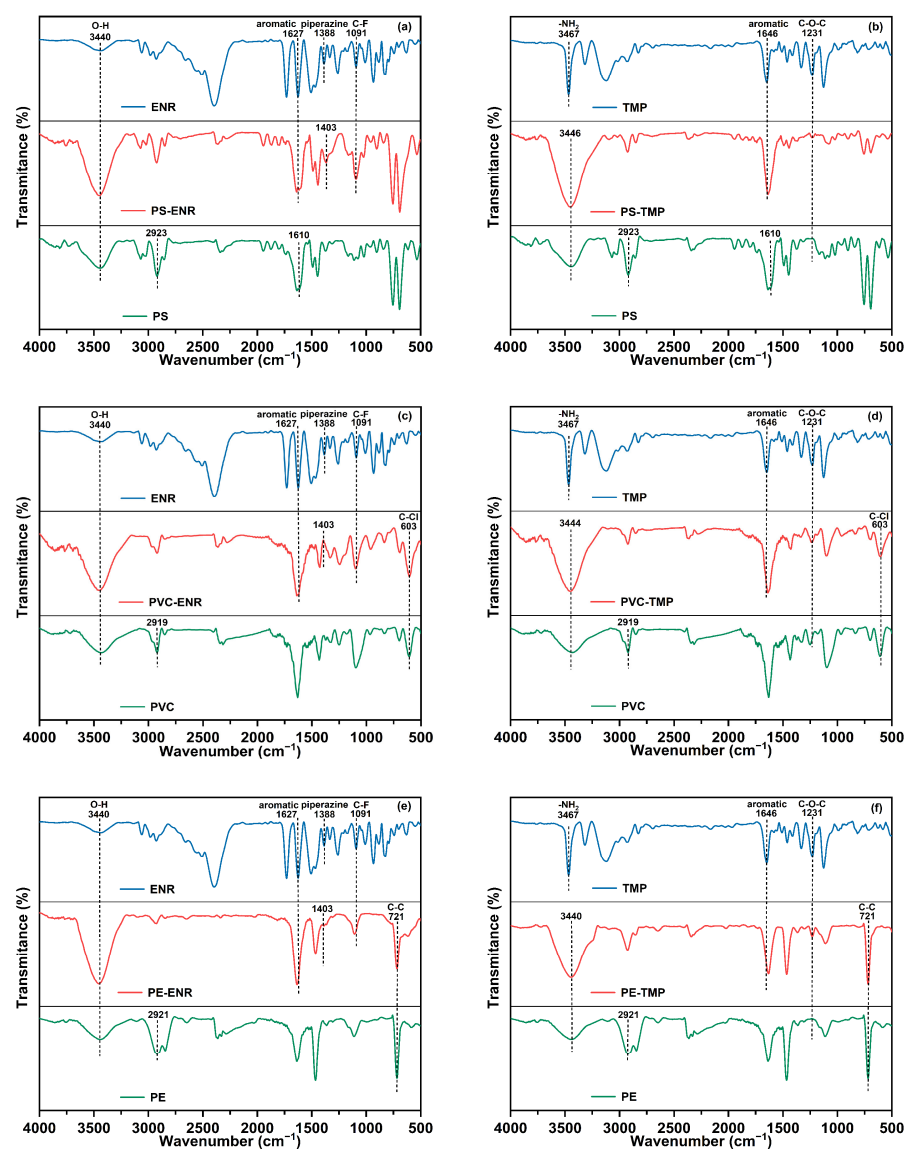 O-H
3440
aromatic piperazine C-F
1627 1388 1091
(a)
ENR
1403
PS-ENR
2923
1610
PS
Transmitance (%)
4000 3500 3000 2500 2000 1500 1000 500
Wavenumber (cm⁻¹)
-NH₂
3467
aromatic C-O-C
1646 1231
(b)
TMP
3446
PS-TMP
2923
1610
PS
Transmitance (%)
4000 3500 3000 2500 2000 1500 1000 500
Wavenumber (cm⁻¹)
O-H
3440
aromatic piperazine C-F
1627 1388 1091
(c)
ENR
1403
C-Cl
603
PVC-ENR
2919
PVC
Transmitance (%)
4000 3500 3000 2500 2000 1500 1000 500
Wavenumber (cm⁻¹)
-NH₂
3467
aromatic C-O-C
1646 1231
(d)
TMP
3444
C-Cl
603
PVC-TMP
2919
PVC
Transmitance (%)
4000 3500 3000 2500 2000 1500 1000 500
Wavenumber (cm⁻¹)
O-H
3440
aromatic piperazine C-F
1627 1388 1091
(e)
ENR
1403
C-C
721
PE-ENR
2921
PE
Transmitance (%)
4000 3500 3000 2500 2000 1500 1000 500
Wavenumber (cm⁻¹)
-NH₂
3467
aromatic C-O-C
1646 1231
(f)
TMP
3440
C-C
721
PE-TMP
2921
PE
Transmitance (%)
4000 3500 3000 2500 2000 1500 1000 500
Wavenumber (cm⁻¹)